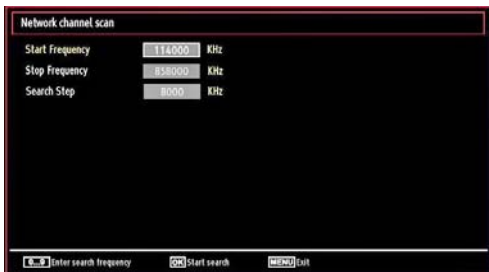 Network channel scan
Start Frequency 114000 KHz
Stop Frequency 858000 KHz
Search Step 8000 KHz
0...9 Enter search frequency OK Start search MENU Exit